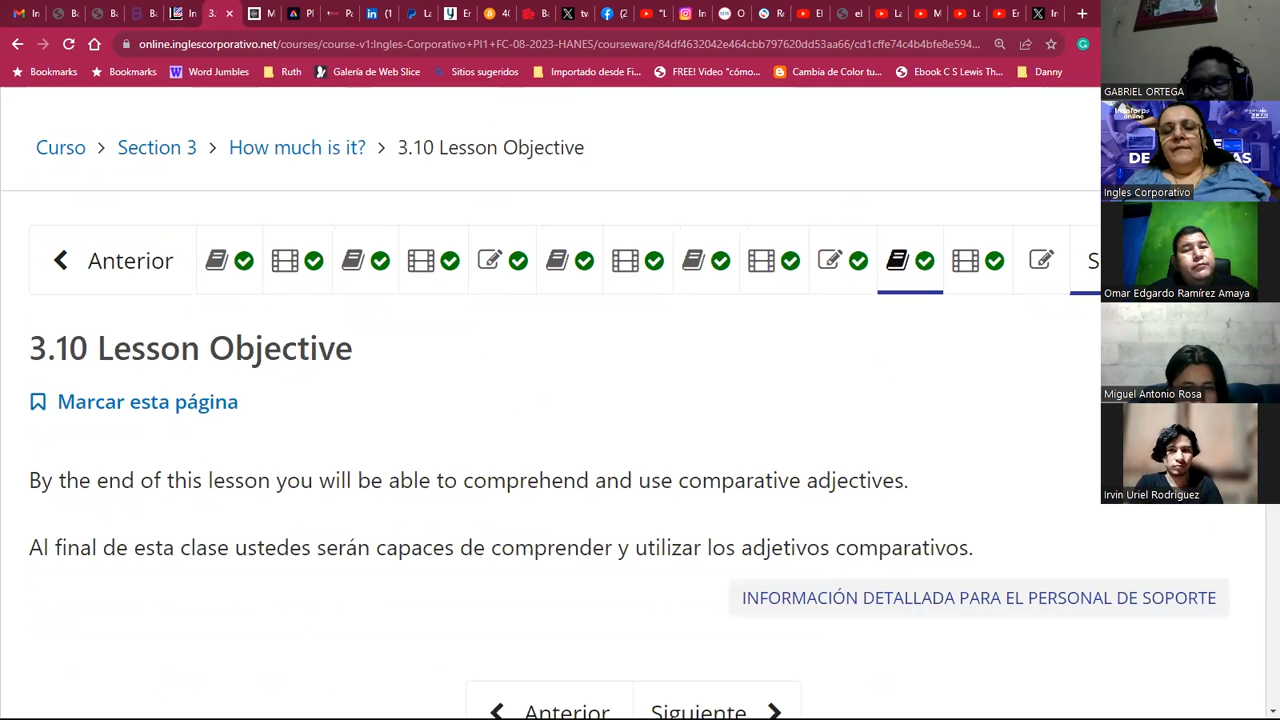 online.inglescorporativo.net/courses/course-v1:Ingles-Corporativo+PI1+FC-08-2023-HANES/courseware/84df4632042e464cbb797620dd53aa66/cd1cffe74c4b4bfe8e594...
Bookmarks
Bookmarks
Word Jumbles
Ruth
Galería de Web Slice
Sitios sugeridos
Importado desde Fi...
FREE! Video "cómo...
Cambia de Color tu...
Ebook C S Lewis Th...
Danny
Curso > Section 3 > How much is it? > 3.10 Lesson Objective
Anterior
3.10 Lesson Objective
Marcar esta página
By the end of this lesson you will be able to comprehend and use comparative adjectives.
Al final de esta clase ustedes serán capaces de comprender y utilizar los adjetivos comparativos.
INFORMACIÓN DETALLADA PARA EL PERSONAL DE SOPORTE
Anterior
Siguiente
GABRIEL ORTEGA
Ingles Corporativo
Omar Edgardo Ramírez Amaya
Miguel Antonio Rosa
Irvin Uriel Rodriguez